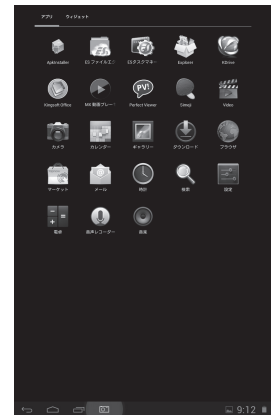 アプリ ウィジェット
ApkInstaller ESファイルエク ESタスクマネー Explorer KDrive
Kingsoft Office MX動画プレーヤ Perfect Viewer Simeji Video
カメラ カレンダー ギャラリー ダウンロード ブラウザ
マーケット メール 時計 検索 設定
電卓 音声レコーダー 音楽
9:12